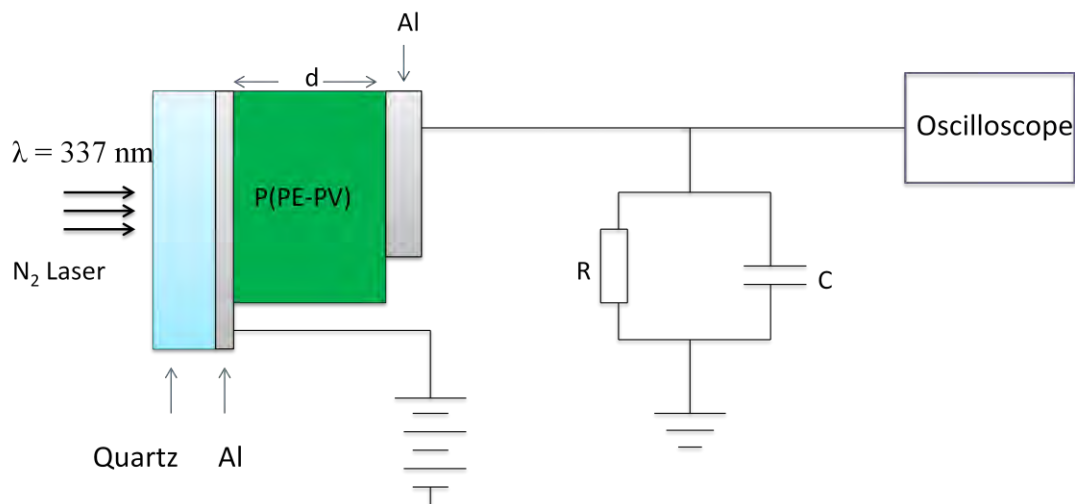 Al
d
Oscilloscope
λ = 337 nm
P(PE-PV)
N₂ Laser
R
C
Quartz
Al